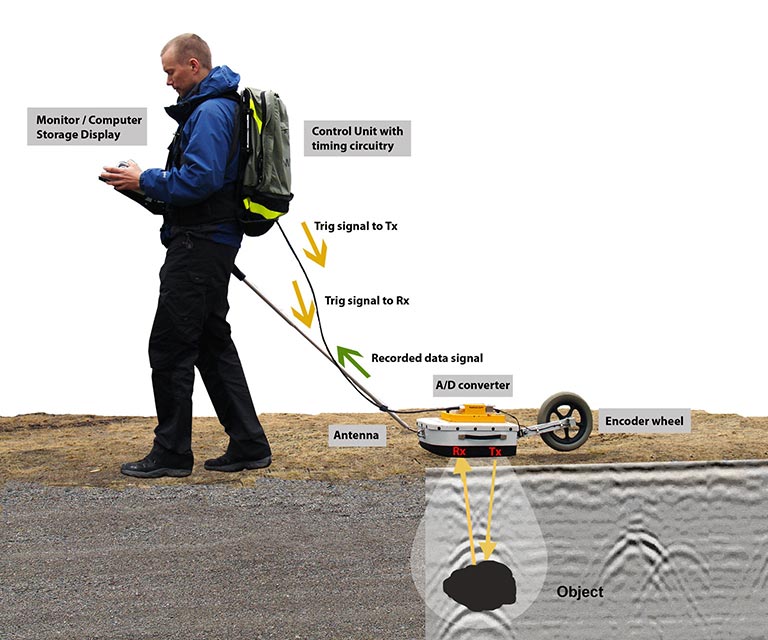 Monitor / Computer
Storage Display
Control Unit with
timing circuitry
Trig signal to Tx
Trig signal to Rx
Recorded data signal
A/D converter
Antenna
Encoder wheel
Rx
Tx
Object